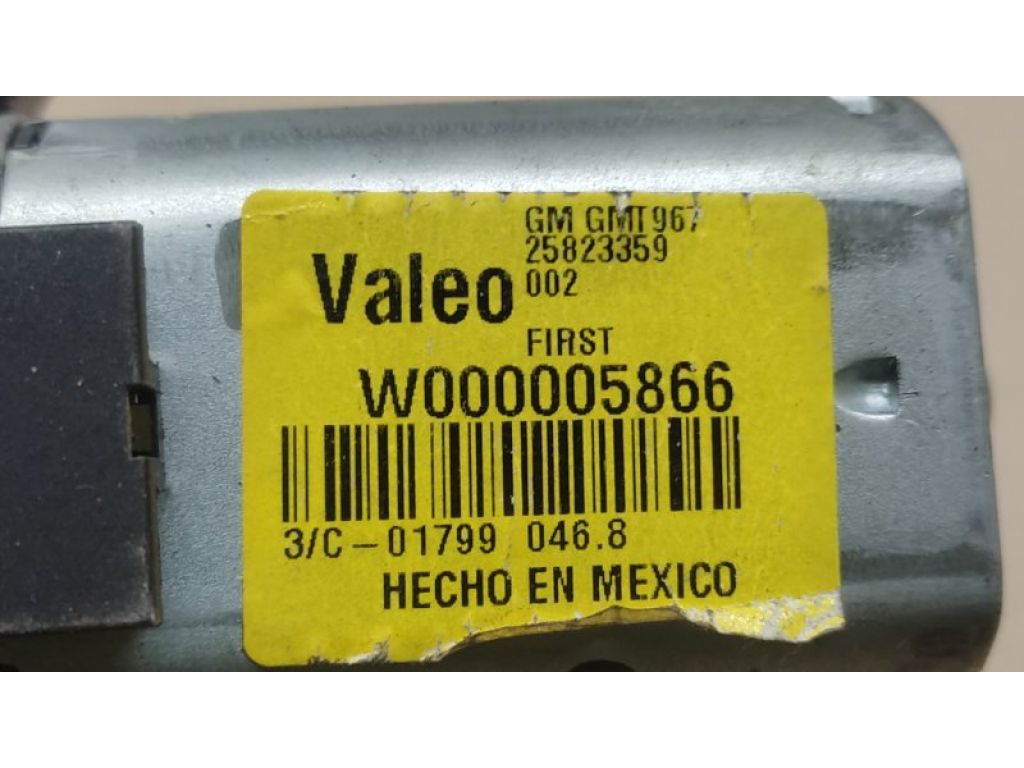 GM GMT967
25823359
Valeo 002
FIRST
W000005866
3/C-01799 046.8
HECHO EN MEXICO